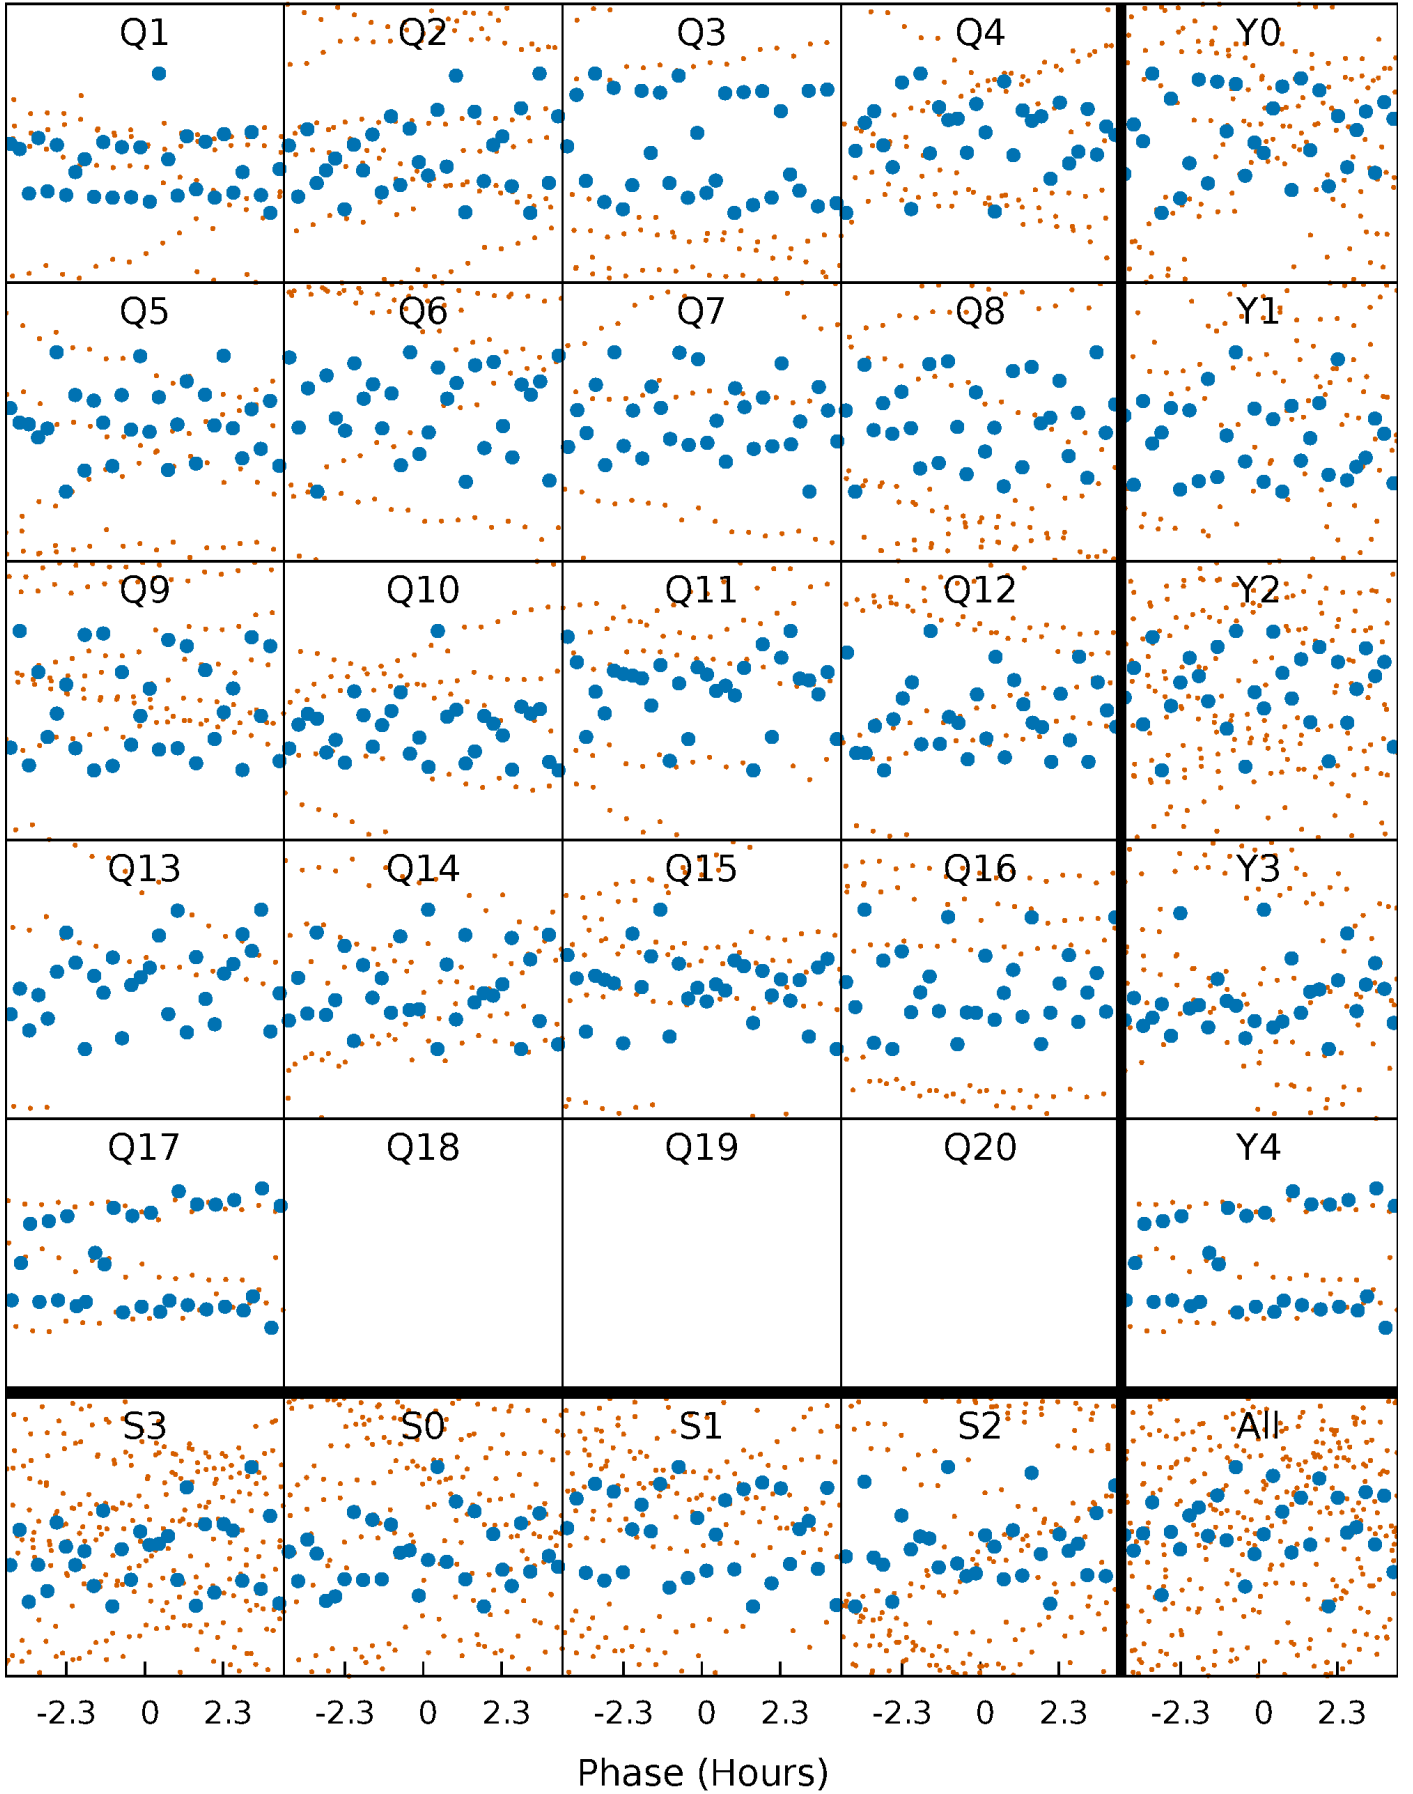 Q1 Q2 Q3 Q4 Y0
Q5 Q6 Q7 Q8 Y1
Q9 Q10 Q11 Q12 Y2
Q13 Q14 Q15 Q16 Y3
Q17 Q18 Q19 Q20 Y4
S3 S0 S1 S2 All
-2.3 0 2.3 -2.3 0 2.3 -2.3 0 2.3 -2.3 0 2.3 -2.3 0 2.3
Phase (Hours)